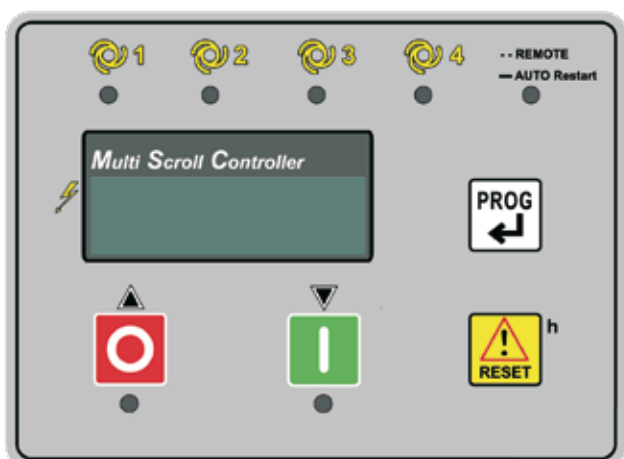 1 2 3 4 -- REMOTE
— AUTO Restart
Multi Scroll Controller
PROG
h
RESET